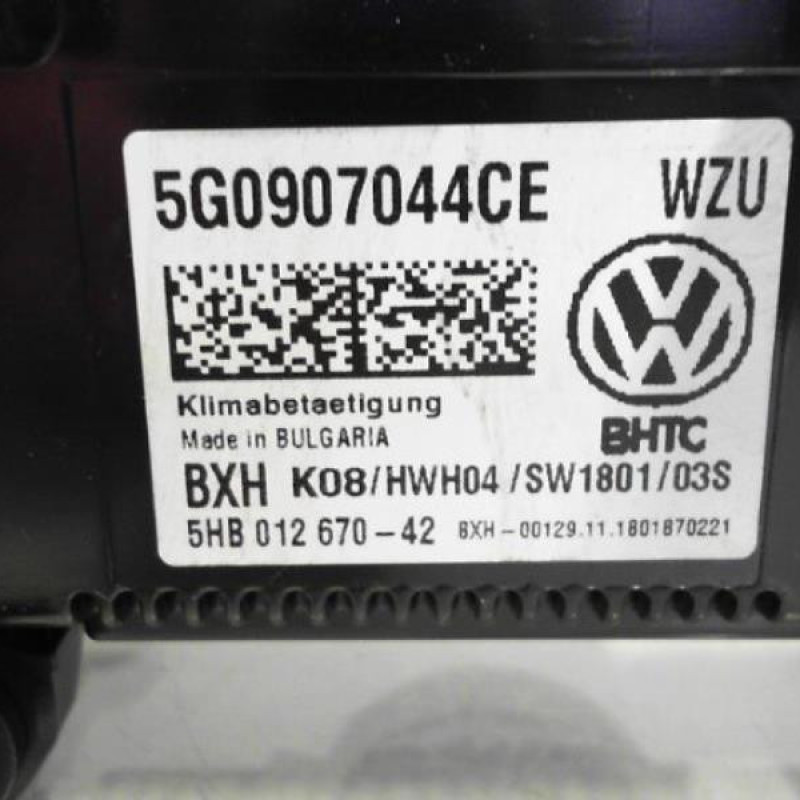 5G0907044CE WZU
Klimabetaetigung
Made in BULGARIA
BHTC
BXH K08/HWH04/SW1801/03S
5HB 012 670-42 BXH-00129.11.1801870221